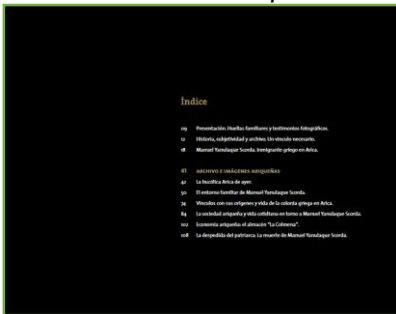 Índice
09 Presentación. Huellas familiares y testimonios fotográficos.
12 Historia, subjetividad y archivo. Un vínculo necesario.
18 Manuel Yanulaque Scorda. Inmigrante griego en Arica.
41 ARCHIVO E IMÁGENES ARIQUEÑAS
42 La bucólica Arica de ayer.
50 El entorno familiar de Manuel Yanulaque Scorda.
74 Vínculos con sus orígenes y vida de la colonia griega en Arica.
84 La sociedad ariqueña y vida cotidiana en torno a Manuel Yanulaque Scorda.
102 Economía ariqueña: el almacén "La Colmena".
108 La despedida del patriarca. La muerte de Manuel Yanulaque Scorda.